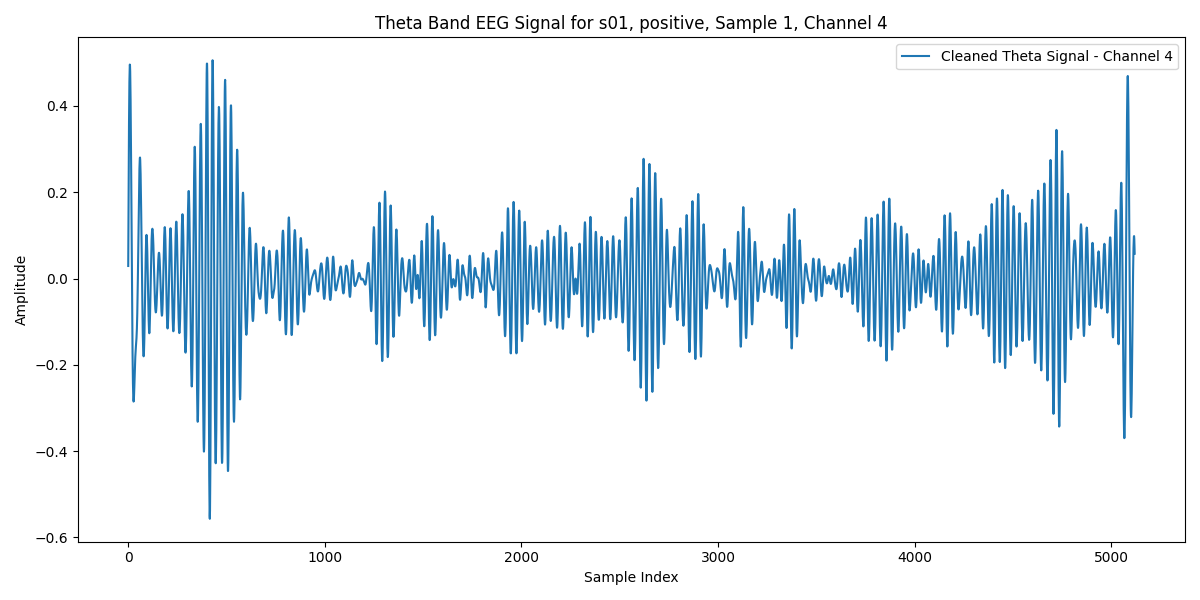 Theta Band EEG Signal for s01, positive, Sample 1, Channel 4
Cleaned Theta Signal - Channel 4
0.4
0.2
0.0
−0.2
−0.4
−0.6
Amplitude
0 1000 2000 3000 4000 5000
Sample Index